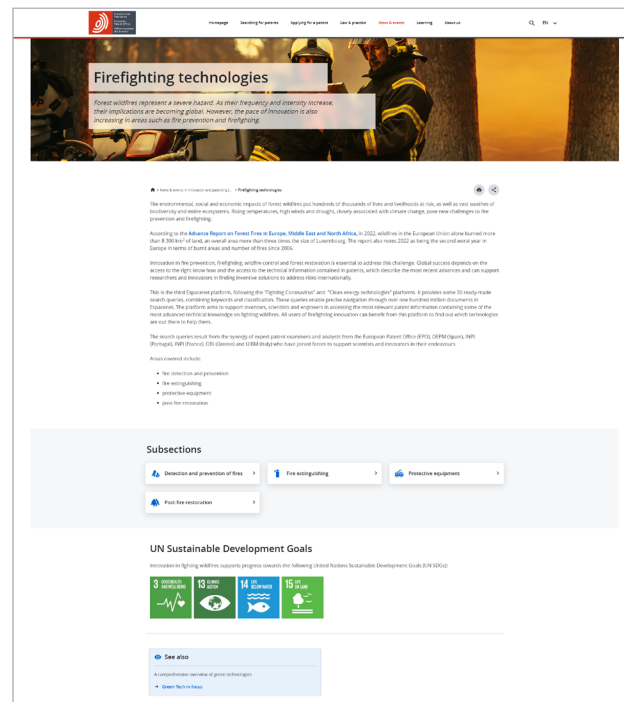 Homepage Searching for patents Applying for a patent Law & practice News & events Learning About us EN
Firefighting technologies
Forest wildfires represent a severe hazard. As their frequency and intensity increase,
their implications are becoming global. However, the pace of innovation is also
increasing in areas such as fire prevention and firefighting.
> News & events > Innovation and patenting i... > Firefighting technologies
The environmental, social and economic impacts of forest wildfires put hundreds of thousands of lives and livelihoods at risk, as well as vast swathes of
biodiversity and entire ecosystems. Rising temperatures, high winds and drought, closely associated with climate change, pose new challenges to fire
prevention and firefighting.
According to the Advance Report on Forest Fires in Europe, Middle East and North Africa, in 2022, wildfires in the European Union alone burned more
than 8 300 km² of land, an overall area more than three times the size of Luxembourg. The report also notes 2022 as being the second worst year in
Europe in terms of burnt areas and number of fires since 2006.
Innovation in fire prevention, firefighting, wildfire control and forest restoration is essential to address this challenge. Global success depends on the
access to the right know how and the access to the technical information contained in patents, which describe the most recent advances and can support
researchers and innovators in finding inventive solutions to address risks internationally.
This is the third Espacenet platform, following the "Fighting Coronavirus" and "Clean energy technologies" platforms. It provides some 30 ready-made
search queries, combining keywords and classification. These queries enable precise navigation through over one hundred million documents in
Espacenet. The platform aims to support inventors, scientists and engineers in accessing the most relevant patent information containing some of the
most advanced technical knowledge on fighting wildfires. All users of firefighting innovation can benefit from this platform to find out which technologies
are out there to help them.
The search queries result from the synergy of expert patent examiners and analysts from the European Patent Office (EPO), OEPM (Spain), INPI
(Portugal), INPI (France), OBI (Greece) and UIBM (Italy) who have joined forces to support scientists and innovators in their endeavours.
Areas covered include:
• fire detection and prevention
• fire extinguishing
• protective equipment
• post-fire restoration
Subsections
Detection and prevention of fires > Fire extinguishing > Protective equipment >
Post-fire restoration >
UN Sustainable Development Goals
Innovation in fighting wildfires supports progress towards the following United Nations Sustainable Development Goals (UN SDGs):
3 GOOD HEALTH AND WELL-BEING 13 CLIMATE ACTION 14 LIFE BELOW WATER 15 LIFE ON LAND
See also
A comprehensive overview of green technologies
→ Green Tech in focus